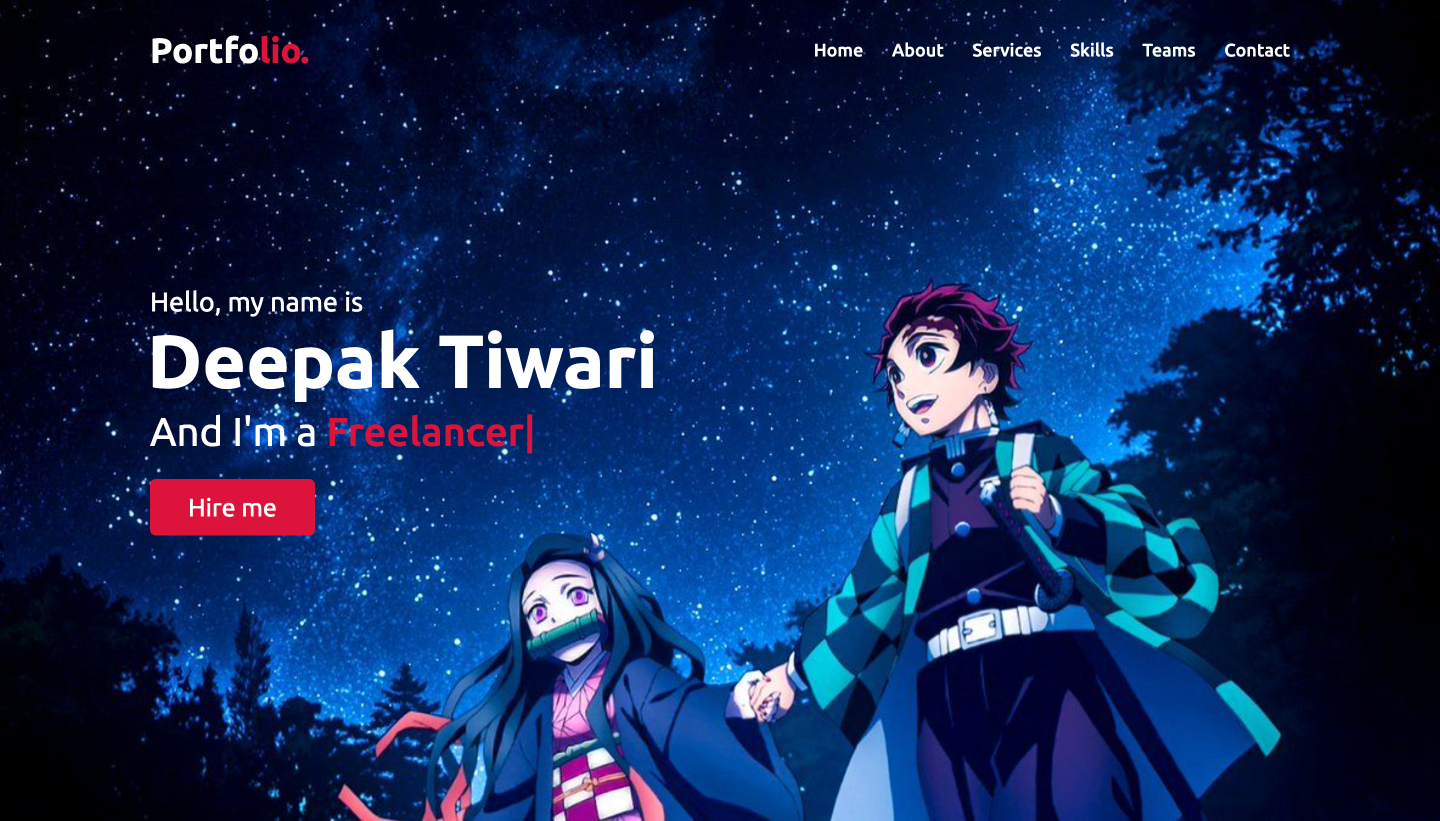 Portfolio.
Home About Services Skills Teams Contact
Hello, my name is
Deepak Tiwari
And I'm a Freelancer|
Hire me